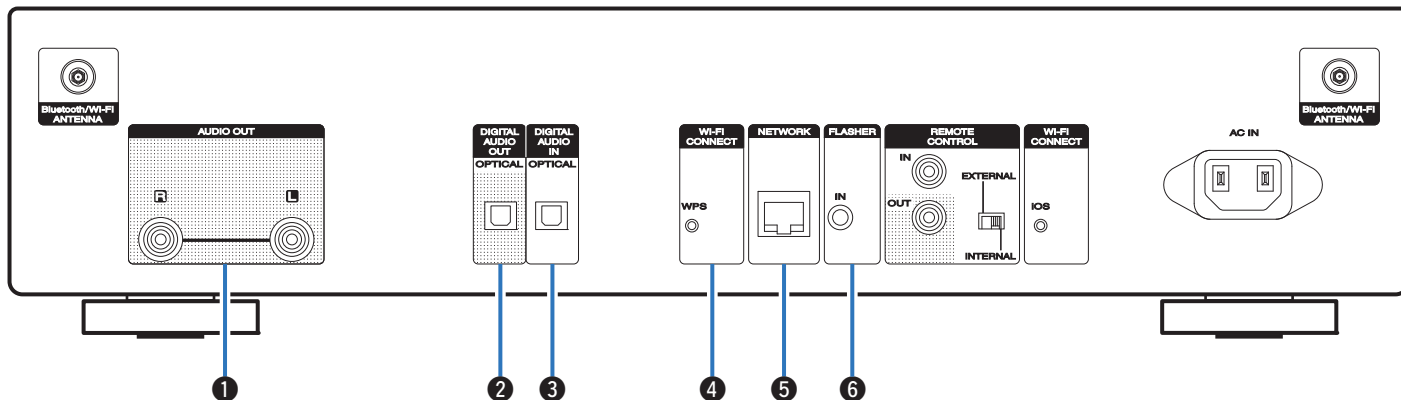 Bluetooth/Wi-Fi
ANTENNA
AUDIO OUT
R
L
DIGITAL
AUDIO
OUT
OPTICAL
DIGITAL
AUDIO
IN
OPTICAL
WI-FI
CONNECT
WPS
NETWORK
FLASHER
IN
REMOTE
CONTROL
IN
OUT
EXTERNAL
INTERNAL
WI-FI
CONNECT
IOS
AC IN
Bluetooth/Wi-Fi
ANTENNA
1
2
3
4
5
6